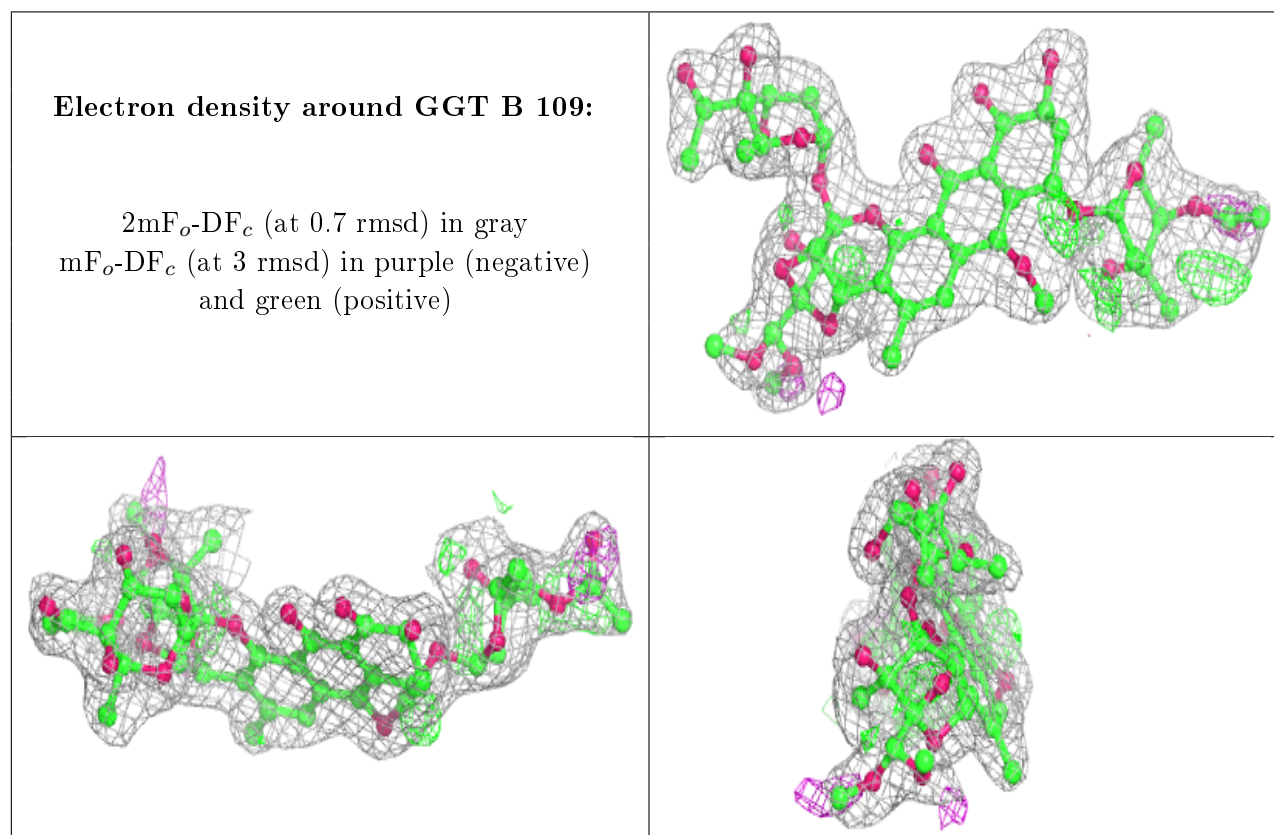 Electron density around GGT B 109:
2mFₒ-DF𝒸 (at 0.7 rmsd) in gray
mFₒ-DF𝒸 (at 3 rmsd) in purple (negative)
and green (positive)